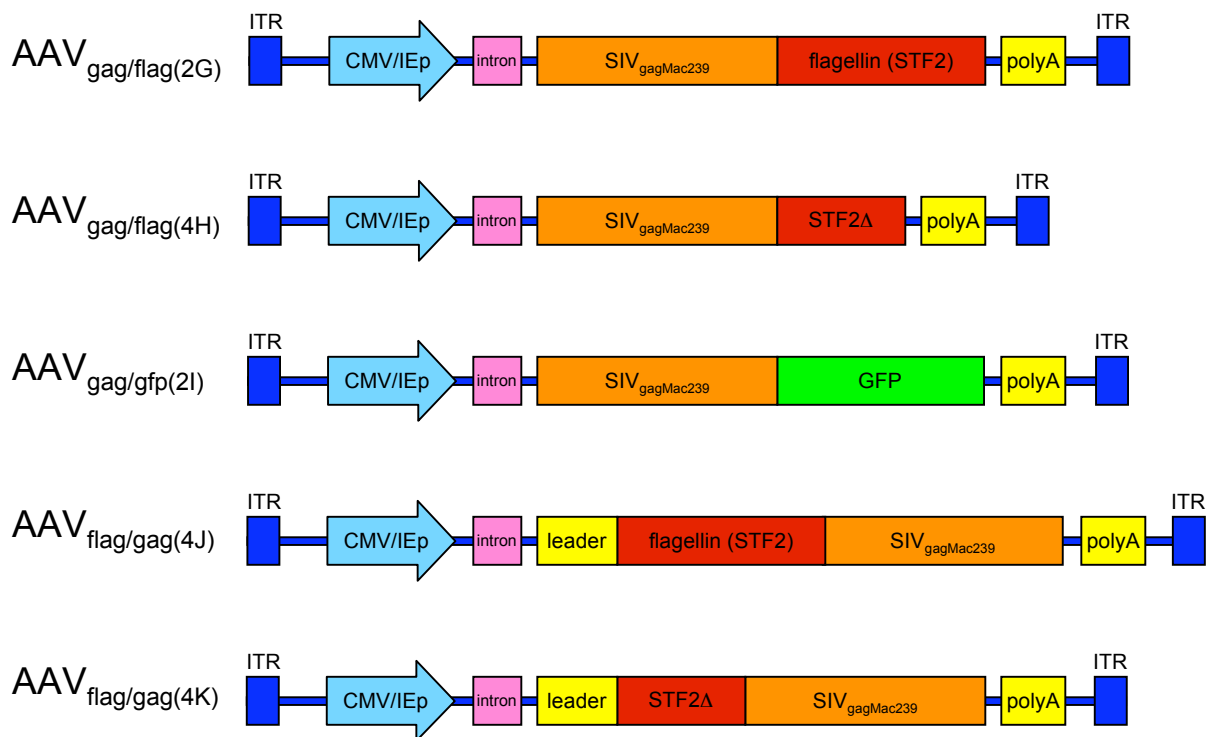 ITR ITR
AAVgag/flag(2G) CMV/IEp intron SIVgagMac239 flagellin (STF2) polyA
ITR ITR
AAVgag/flag(4H) CMV/IEp intron SIVgagMac239 STF2Δ polyA
ITR ITR
AAVgag/gfp(2I) CMV/IEp intron SIVgagMac239 GFP polyA
ITR ITR
AAVflag/gag(4J) CMV/IEp intron leader flagellin (STF2) SIVgagMac239 polyA
ITR ITR
AAVflag/gag(4K) CMV/IEp intron leader STF2Δ SIVgagMac239 polyA